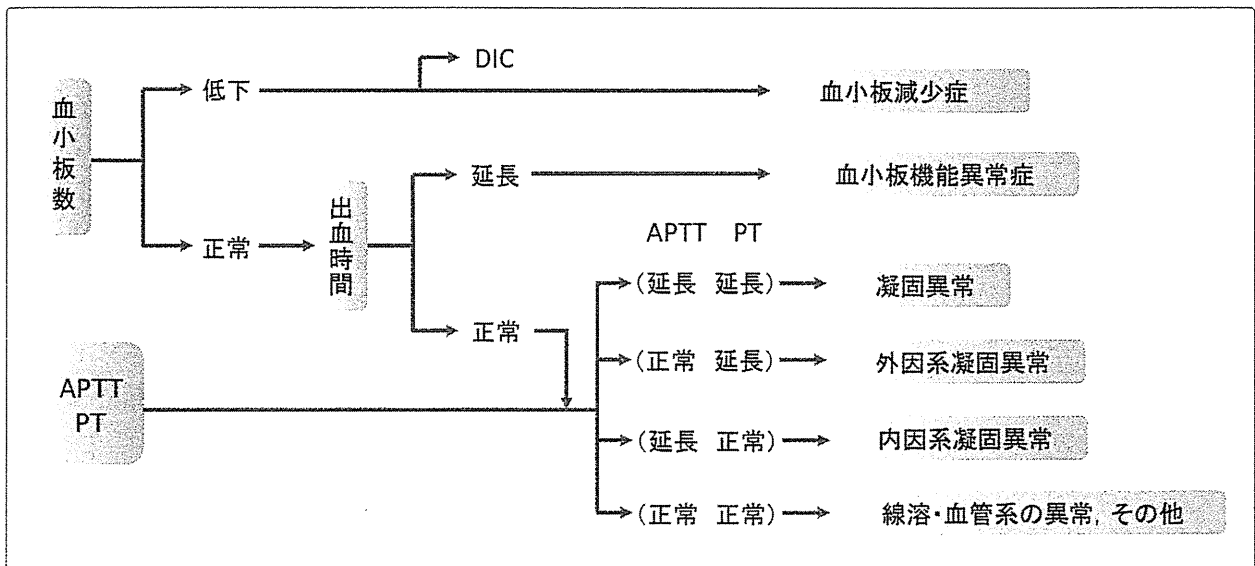 DIC
低下
血小板減少症
血小板数
延長
血小板機能異常症
出血時間
正常
APTT PT
(延長 延長)
凝固異常
正常
(正常 延長)
外因系凝固異常
APTT
PT
(延長 正常)
内因系凝固異常
(正常 正常)
線溶・血管系の異常, その他